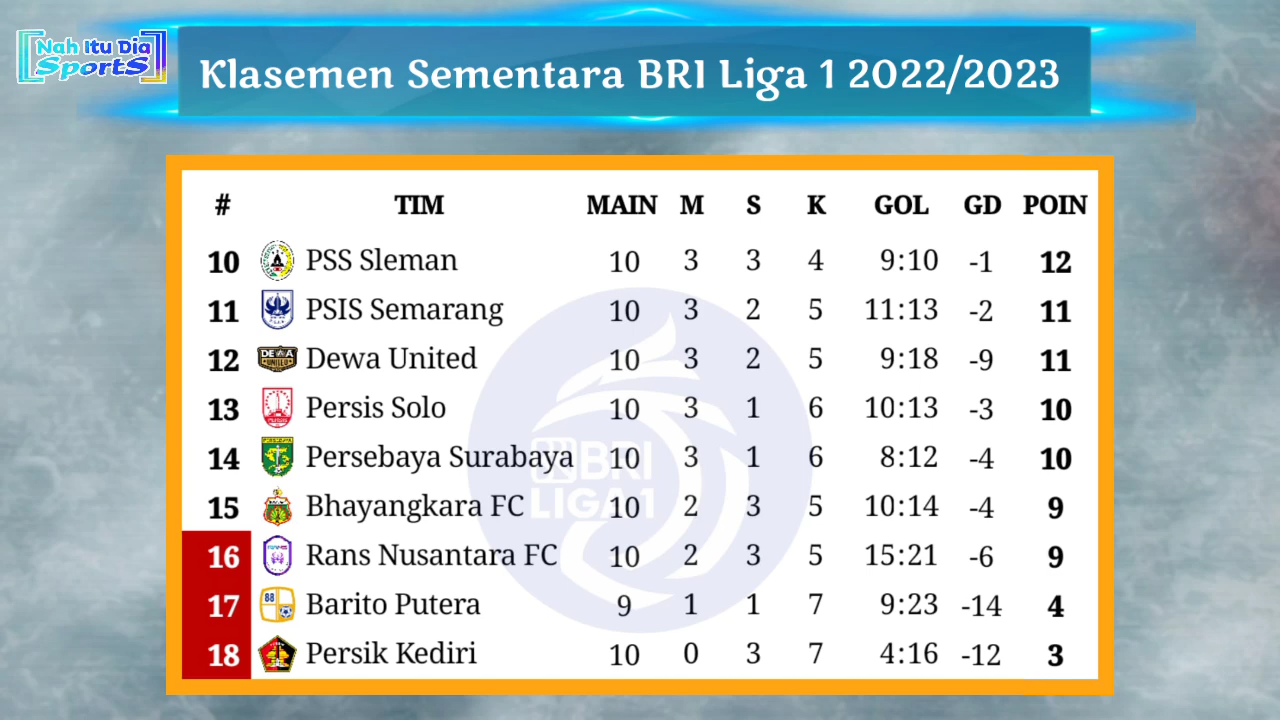 Nah Itu Dia
Sports
Klasemen Sementara BRI Liga 1 2022/2023
# TIM MAIN M S K GOL GD POIN
10 PSS Sleman 10 3 3 4 9:10 -1 12
11 PSIS Semarang 10 3 2 5 11:13 -2 11
12 DEWA UNITED Dewa United 10 3 2 5 9:18 -9 11
13 Persis Solo 10 3 1 6 10:13 -3 10
14 Persebaya Surabaya 10 3 1 6 8:12 -4 10
15 Bhayangkara FC 10 2 3 5 10:14 -4 9
16 Rans Nusantara FC 10 2 3 5 15:21 -6 9
17 88 Barito Putera 9 1 1 7 9:23 -14 4
18 Persik Kediri 10 0 3 7 4:16 -12 3
BRI
LIGA 1